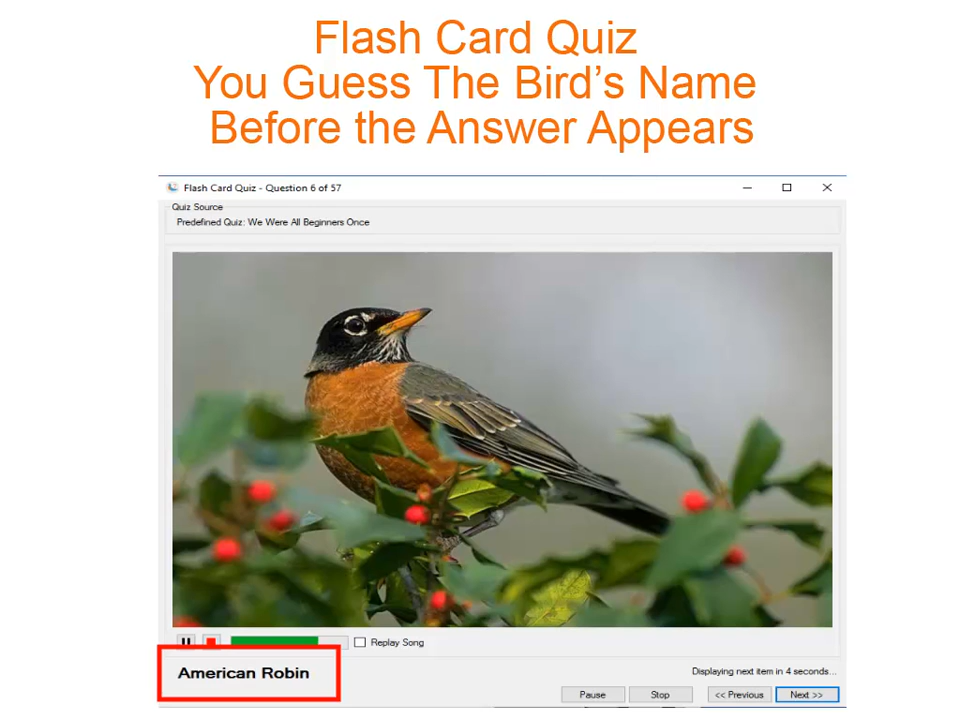 Flash Card Quiz
You Guess The Bird’s Name
Before the Answer Appears
Flash Card Quiz - Question 6 of 57
Quiz Source
Predefined Quiz: We Were All Beginners Once
Replay Song
American Robin
Displaying next item in 4 seconds...
Pause
Stop
<< Previous
Next >>